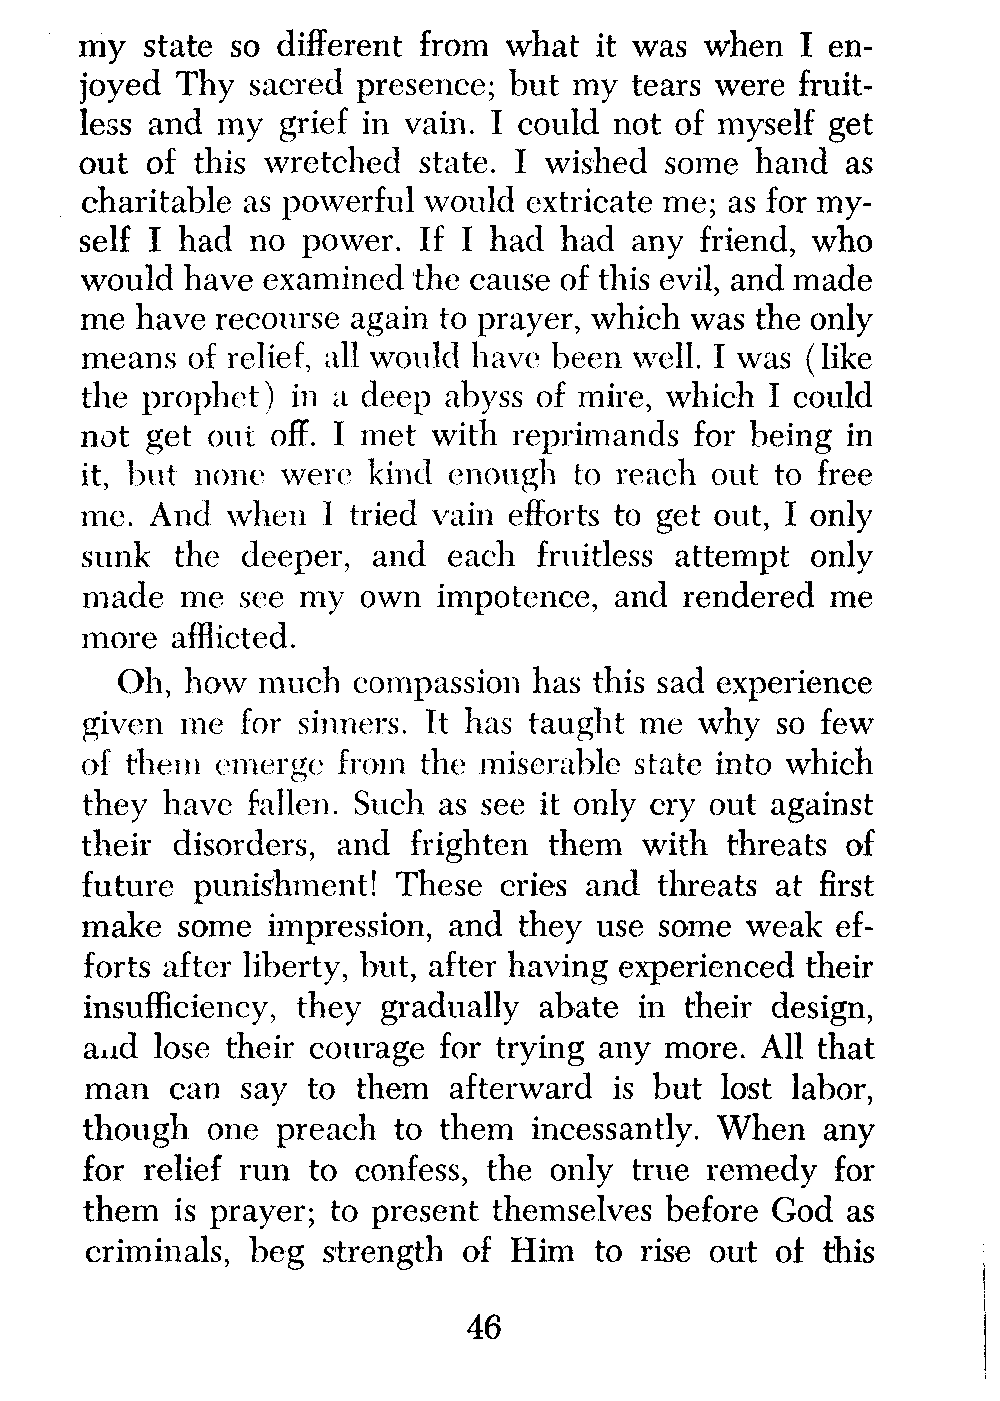 my state so different from what it was when I en-
joyed Thy sacred presence; but my tears were fruit-
less and my grief in vain. I could not of myself get
out of this wretched state. I wished some hand as
charitable as powerful would extricate me; as for my-
self I had no power. If I had had any friend, who
would have examined the cause of this evil, and made
me have recourse again to prayer, which was the only
means of relief, all would have been well. I was (like
the prophet) in a deep abyss of mire, which I could
not get out off. I met with reprimands for being in
it, but none were kind enough to reach out to free
me. And when I tried vain efforts to get out, I only
sunk the deeper, and each fruitless attempt only
made me see my own impotence, and rendered me
more afflicted.
Oh, how much compassion has this sad experience
given me for sinners. It has taught me why so few
of them emerge from the miserable state into which
they have fallen. Such as see it only cry out against
their disorders, and frighten them with threats of
future punishment! These cries and threats at first
make some impression, and they use some weak ef-
forts after liberty, but, after having experienced their
insufficiency, they gradually abate in their design,
and lose their courage for trying any more. All that
man can say to them afterward is but lost labor,
though one preach to them incessantly. When any
for relief run to confess, the only true remedy for
them is prayer; to present themselves before God as
criminals, beg strength of Him to rise out of this
46